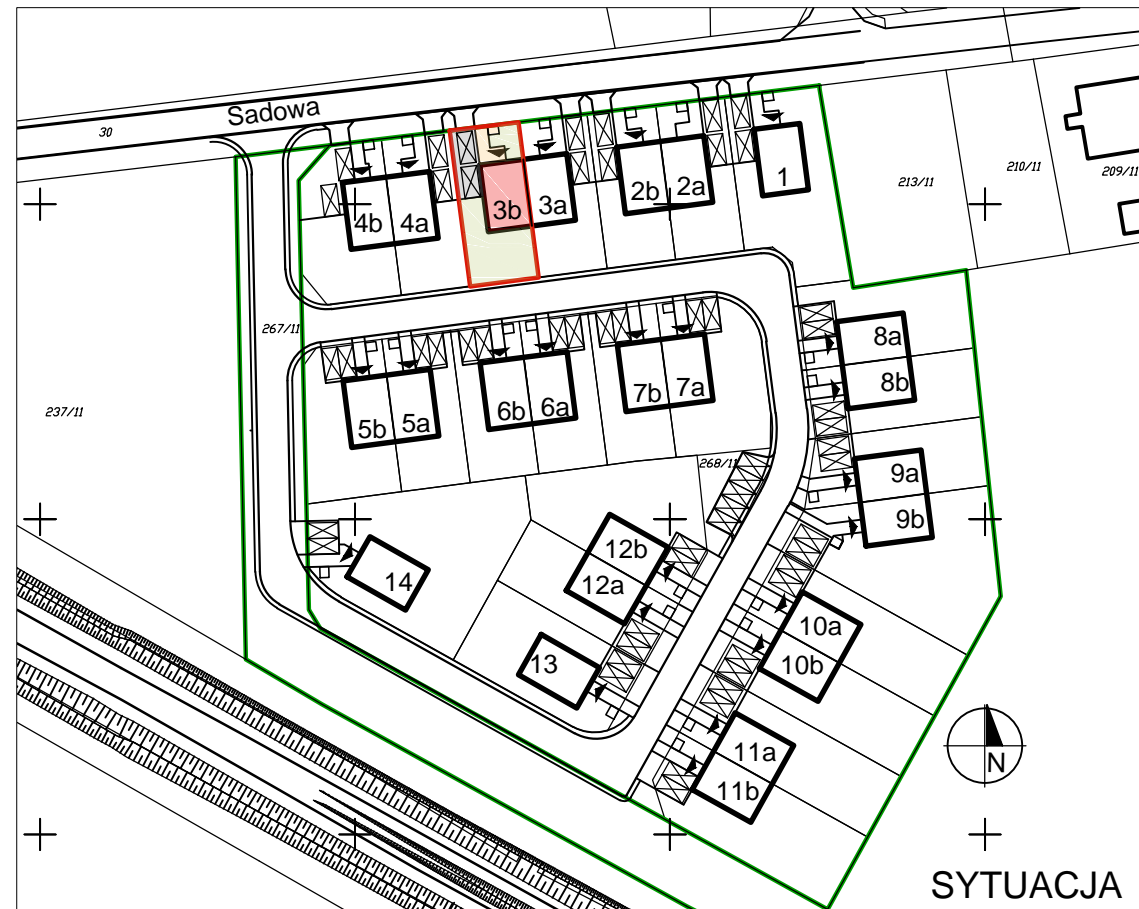 Sadowa
30
213/11
210/11
209/11
4b
4a
3b
3a
2b
2a
1
267/11
237/11
8a
8b
5b
5a
6b
6a
7b
7a
268/11
9a
9b
14
12b
12a
13
10a
10b
11a
11b
N
SYTUACJA